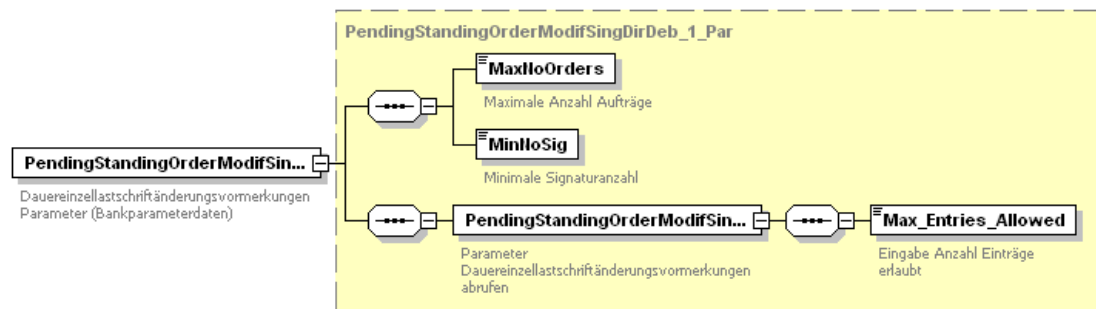 PendingStandingOrderModifSingDirDeb_1_Par
MaxNoOrders
Maximale Anzahl Aufträge
MinNoSig
Minimale Signaturanzahl
PendingStandingOrderModifSin...
Dauereinzellastschriftänderungsvormerkungen
Parameter (Bankparameterdaten)
PendingStandingOrderModifSin...
Parameter
Dauereinzellastschriftänderungsvormerkungen
abrufen
Max_Entries_Allowed
Eingabe Anzahl Einträge
erlaubt